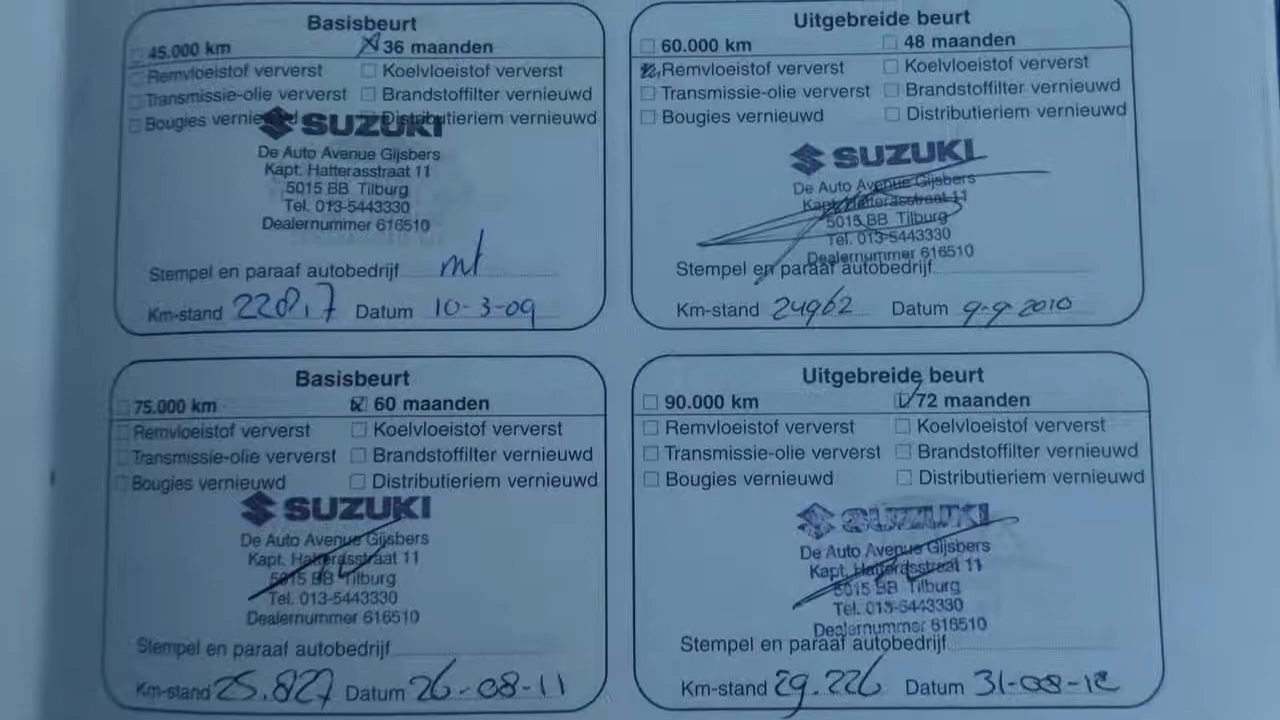 Basisbeurt
45.000 km 36 maanden
Remvloeistof ververst Koelvloeistof ververst
Transmissie-olie ververst Brandstoffilter vernieuwd
Bougies vernieuwd Distributieriem vernieuwd
SUZUKI
De Auto Avenue Gijsbers
Kapt. Hatterasstraat 11
5015 BB Tilburg
Tel. 013-5443330
Dealernummer 616510
Stempel en paraaf autobedrijf
Km-stand Datum 10-3-09
Uitgebreide beurt
60.000 km 48 maanden
Remvloeistof ververst Koelvloeistof ververst
Transmissie-olie ververst Brandstoffilter vernieuwd
Bougies vernieuwd Distributieriem vernieuwd
SUZUKI
De Auto Avenue Gijsbers
Kapt. Hatterasstraat 11
5015 BB Tilburg
Tel. 013-5443330
Dealernummer 616510
Stempel en paraaf autobedrijf
Km-stand 24962 Datum 9-9-2010
Basisbeurt
75.000 km 60 maanden
Remvloeistof ververst Koelvloeistof ververst
Transmissie-olie ververst Brandstoffilter vernieuwd
Bougies vernieuwd Distributieriem vernieuwd
SUZUKI
De Auto Avenue Gijsbers
Kapt. Hatterasstraat 11
5015 BB Tilburg
Tel. 013-5443330
Dealernummer 616510
Stempel en paraaf autobedrijf
Km-stand 25.827 Datum 26-08-11
Uitgebreide beurt
90.000 km 72 maanden
Remvloeistof ververst Koelvloeistof ververst
Transmissie-olie ververst Brandstoffilter vernieuwd
Bougies vernieuwd Distributieriem vernieuwd
SUZUKI
De Auto Avenue Gijsbers
Kapt. Hatterasstraat 11
5015 BB Tilburg
Tel. 013-5443330
Dealernummer 616510
Stempel en paraaf autobedrijf
Km-stand 29.226 Datum 31-08-12